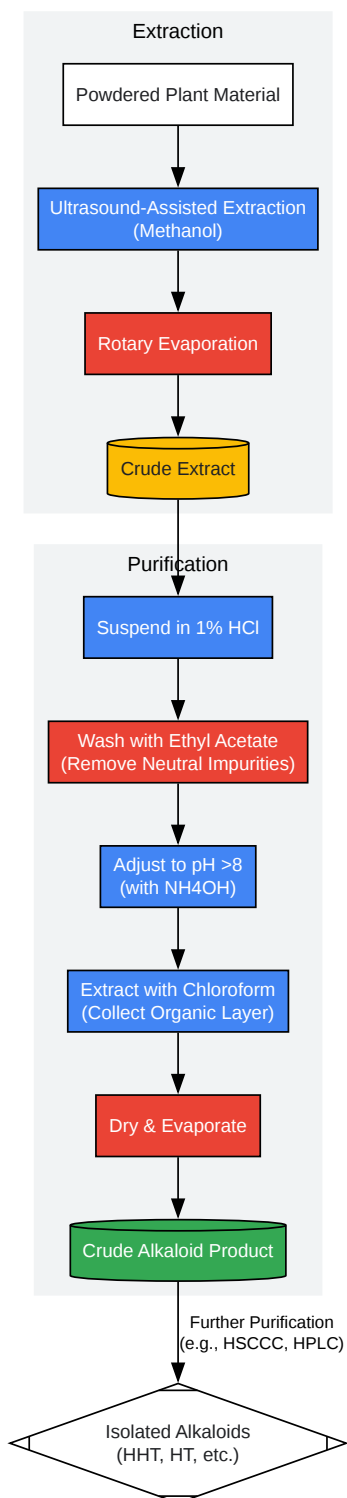 Extraction
Powdered Plant Material
Ultrasound-Assisted Extraction
(Methanol)
Rotary Evaporation
Crude Extract
Purification
Suspend in 1% HCl
Wash with Ethyl Acetate
(Remove Neutral Impurities)
Adjust to pH >8
(with NH4OH)
Extract with Chloroform
(Collect Organic Layer)
Dry & Evaporate
Crude Alkaloid Product
Further Purification
(e.g., HSCCC, HPLC)
Isolated Alkaloids
(HHT, HT, etc.)